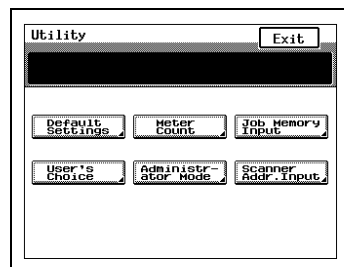 Utility
Exit
Default Settings
Meter Count
Job Memory Input
User's Choice
Administr-ator Mode
Scanner Addr.Input